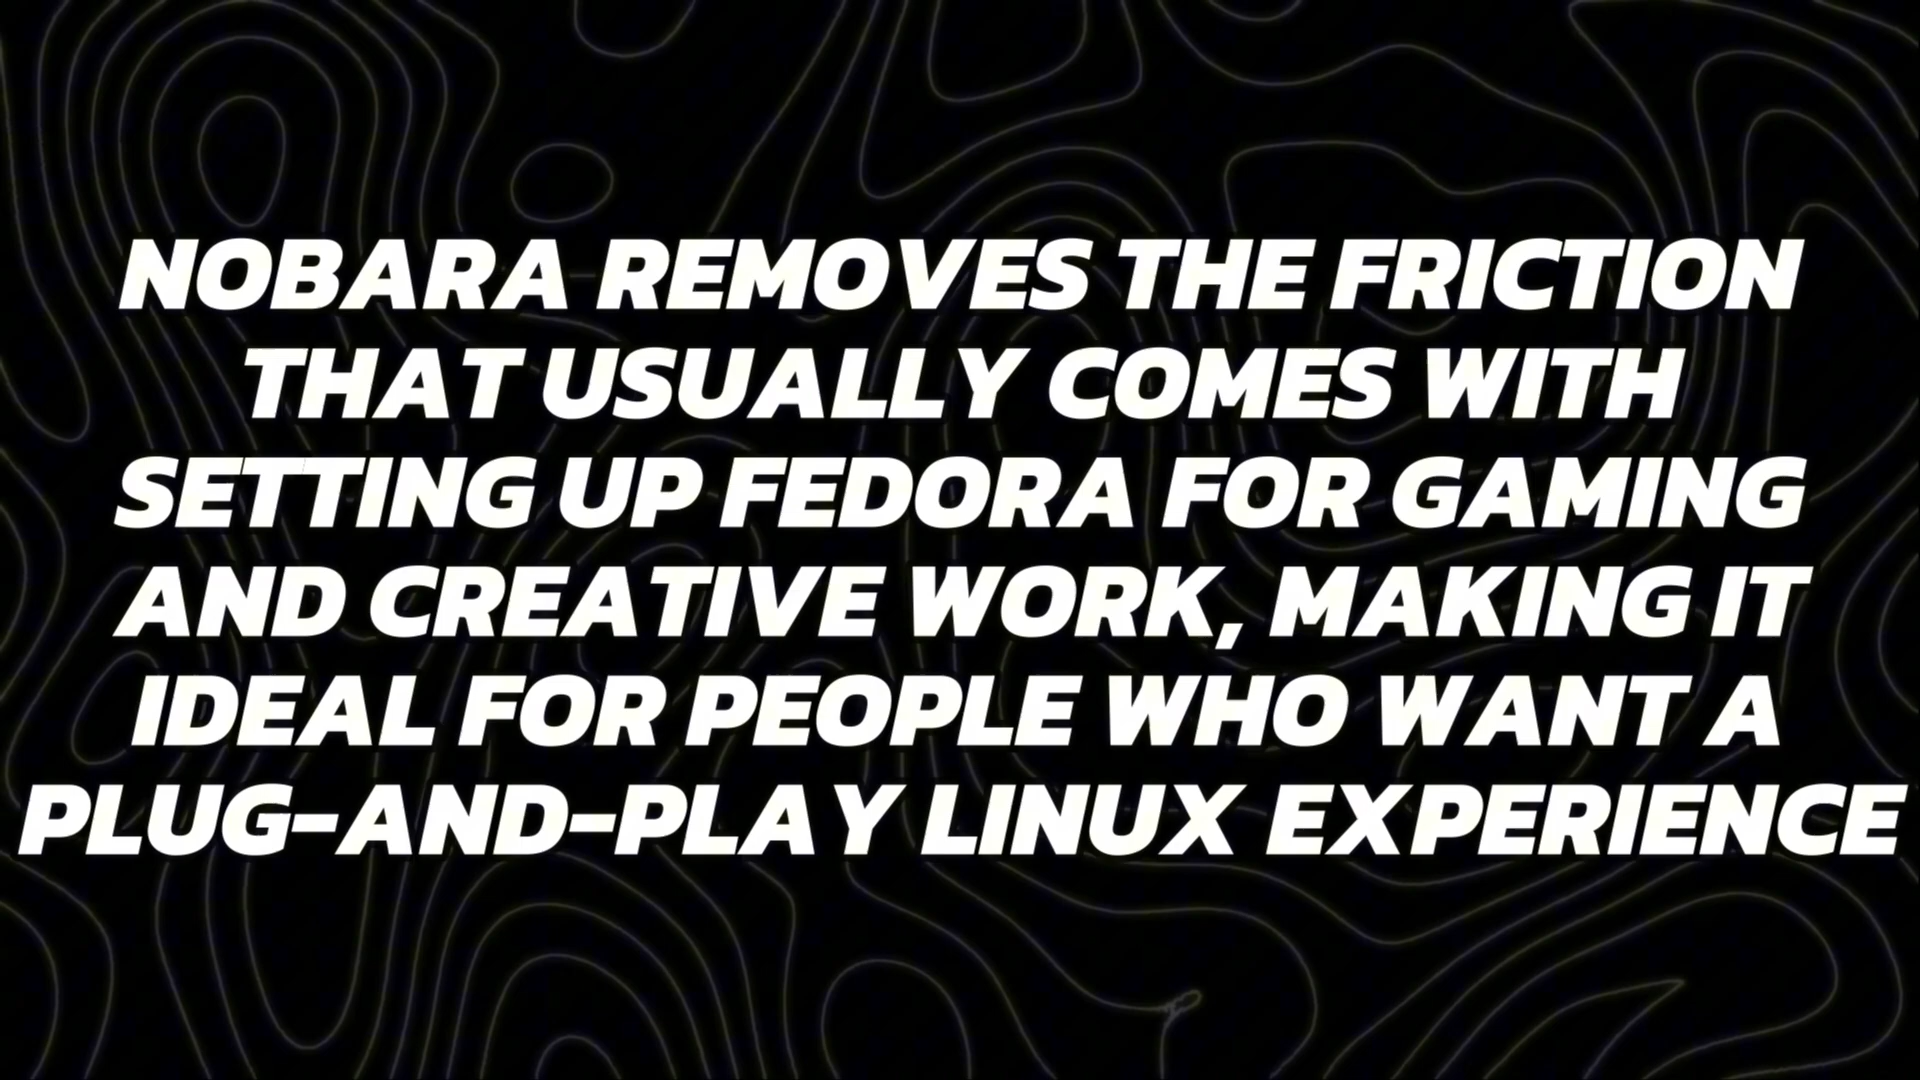 NOBARA REMOVES THE FRICTION
THAT USUALLY COMES WITH
SETTING UP FEDORA FOR GAMING
AND CREATIVE WORK, MAKING IT
IDEAL FOR PEOPLE WHO WANT A
PLUG-AND-PLAY LINUX EXPERIENCE